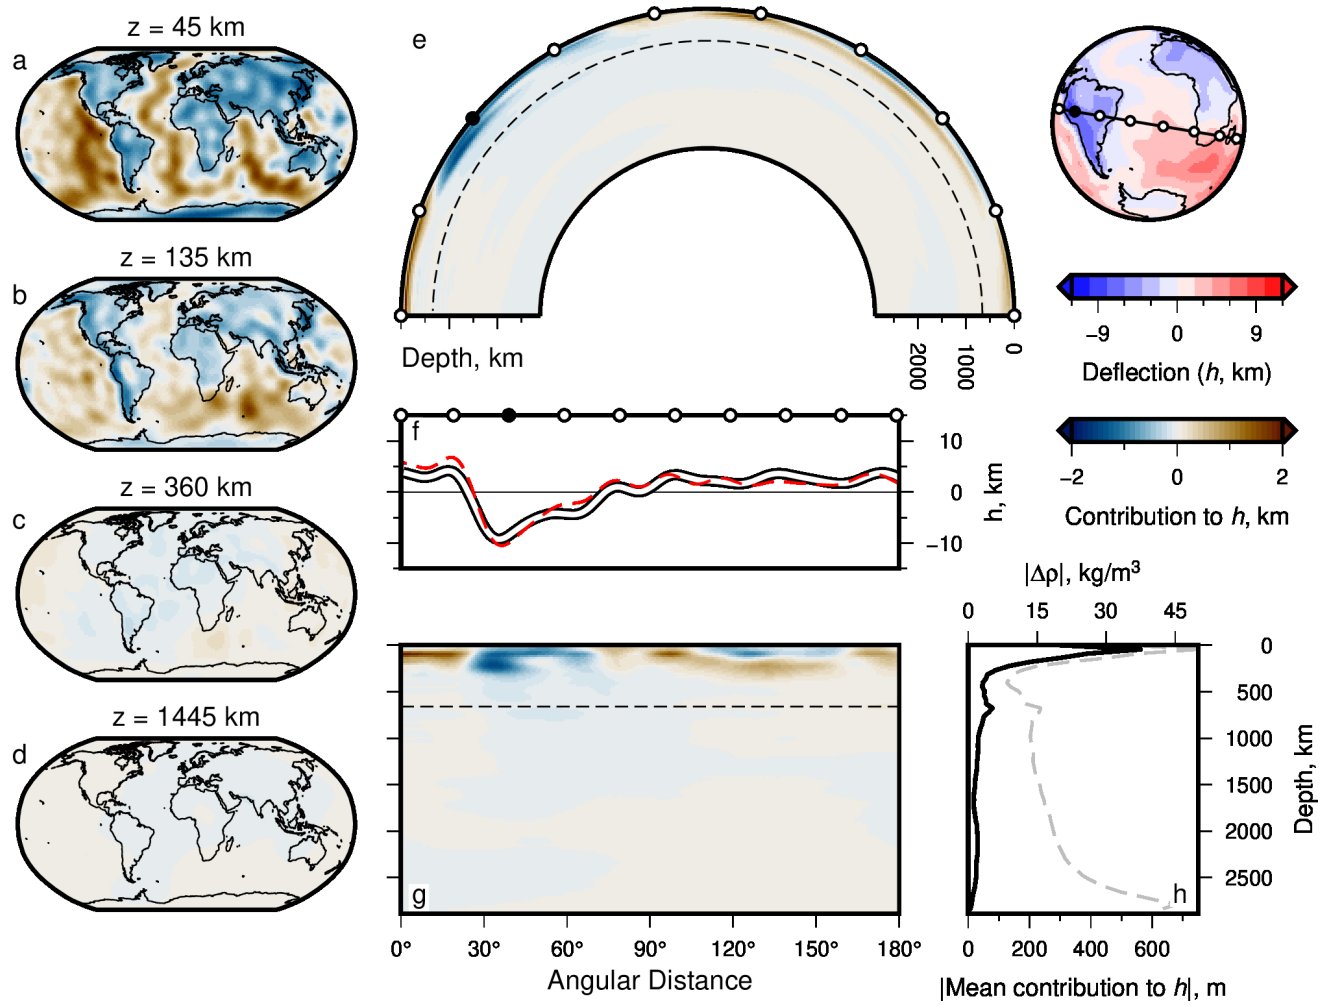 z = 45 km
a
z = 135 km
b
z = 360 km
c
z = 1445 km
d
e
Depth, km
2000
1000
0
−9 0 9
Deflection (h, km)
−2 0 2
Contribution to h, km
f
10
0
−10
h, km
g
0° 30° 60° 90° 120° 150° 180°
Angular Distance
|Δρ|, kg/m³
0 15 30 45
0
500
1000
1500
2000
2500
Depth, km
h
0 200 400 600
|Mean contribution to h|, m